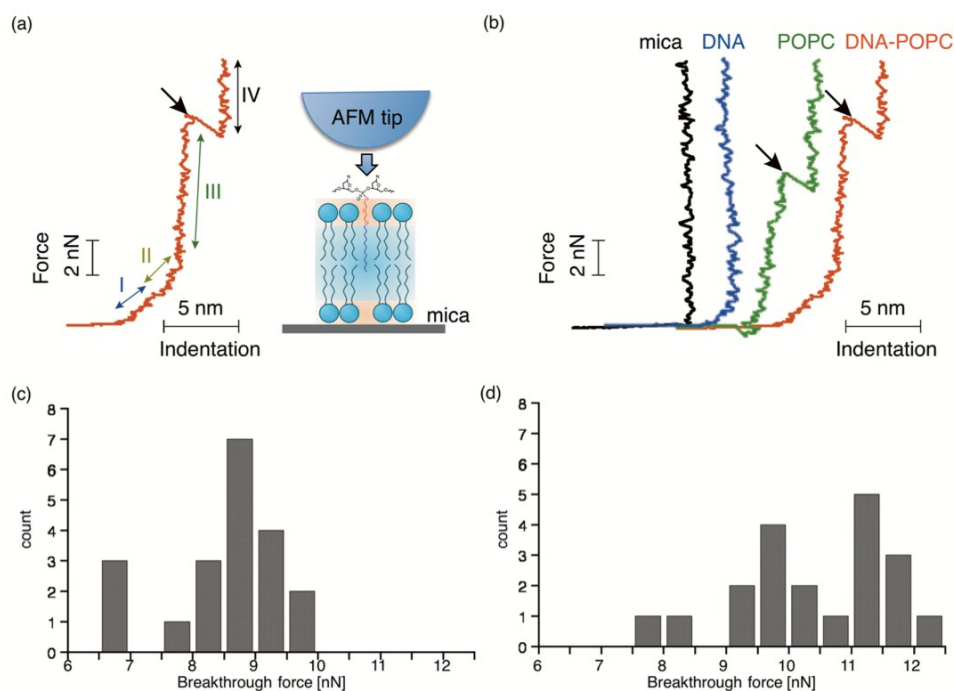 (a)
IV
III
II
I
Force
2 nN
5 nm
Indentation
AFM tip
mica
(b)
mica DNA POPC DNA-POPC
Force
2 nN
5 nm
Indentation
(c)
8
7
6
5
4
3
2
1
0
count
6 7 8 9 10 11 12
Breakthrough force [nN]
(d)
8
7
6
5
4
3
2
1
0
count
6 7 8 9 10 11 12
Breakthrough force [nN]